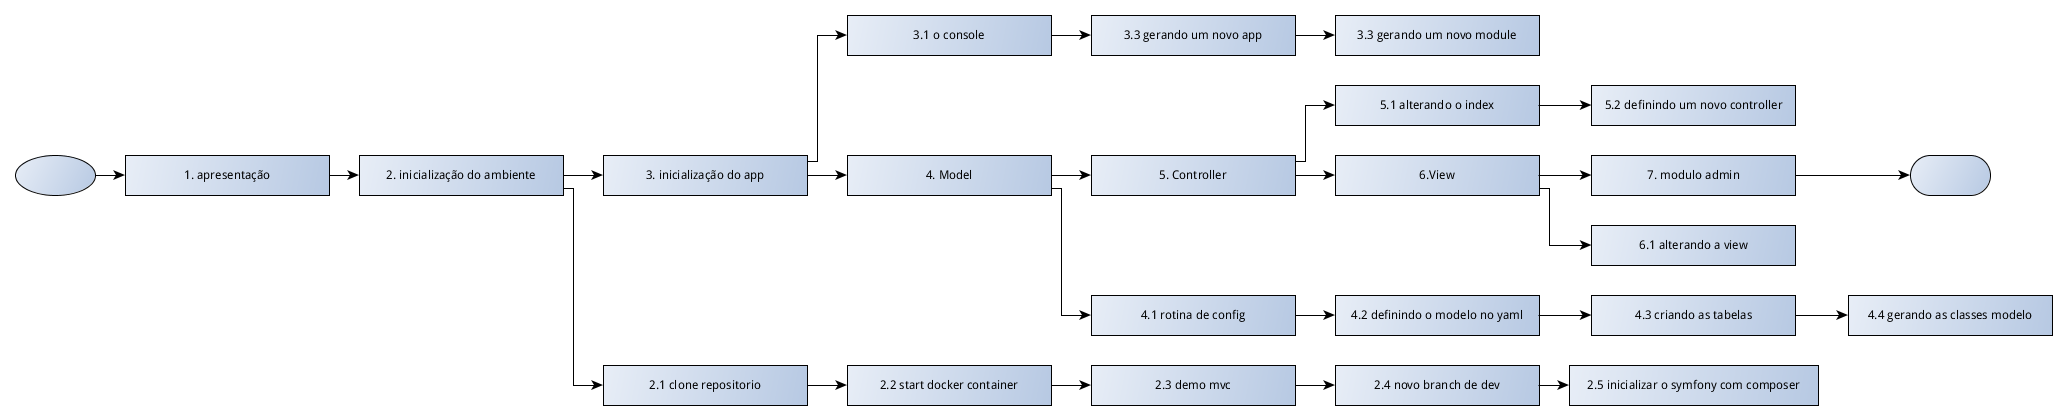 3.1 o console
3.3 gerando um novo app
3.3 gerando um novo module
5.1 alterando o index
5.2 definindo um novo controller
1. apresentação
2. inicialização do ambiente
3. inicialização do app
4. Model
5. Controller
6.View
7. modulo admin
6.1 alterando a view
4.1 rotina de config
4.2 definindo o modelo no yaml
4.3 criando as tabelas
4.4 gerando as classes modelo
2.1 clone repositorio
2.2 start docker container
2.3 demo mvc
2.4 novo branch de dev
2.5 inicializar o symfony com composer